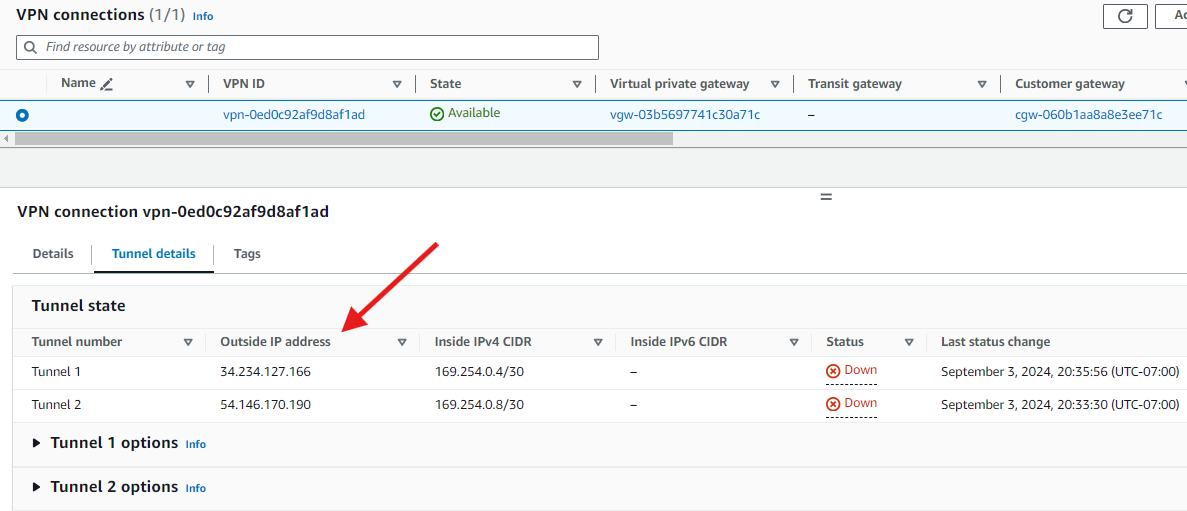 VPN connections (1/1) Info
Find resource by attribute or tag
Name VPN ID State Virtual private gateway Transit gateway Customer gateway
vpn-0ed0c92af9d8af1ad Available vgw-03b5697741c30a71c – cgw-060b1aa8a8e3ee71c
VPN connection vpn-0ed0c92af9d8af1ad
Details Tunnel details Tags
Tunnel state
Tunnel number Outside IP address Inside IPv4 CIDR Inside IPv6 CIDR Status Last status change
Tunnel 1 34.234.127.166 169.254.0.4/30 – Down September 3, 2024, 20:35:56 (UTC-07:00)
Tunnel 2 54.146.170.190 169.254.0.8/30 – Down September 3, 2024, 20:33:30 (UTC-07:00)
Tunnel 1 options Info
Tunnel 2 options Info